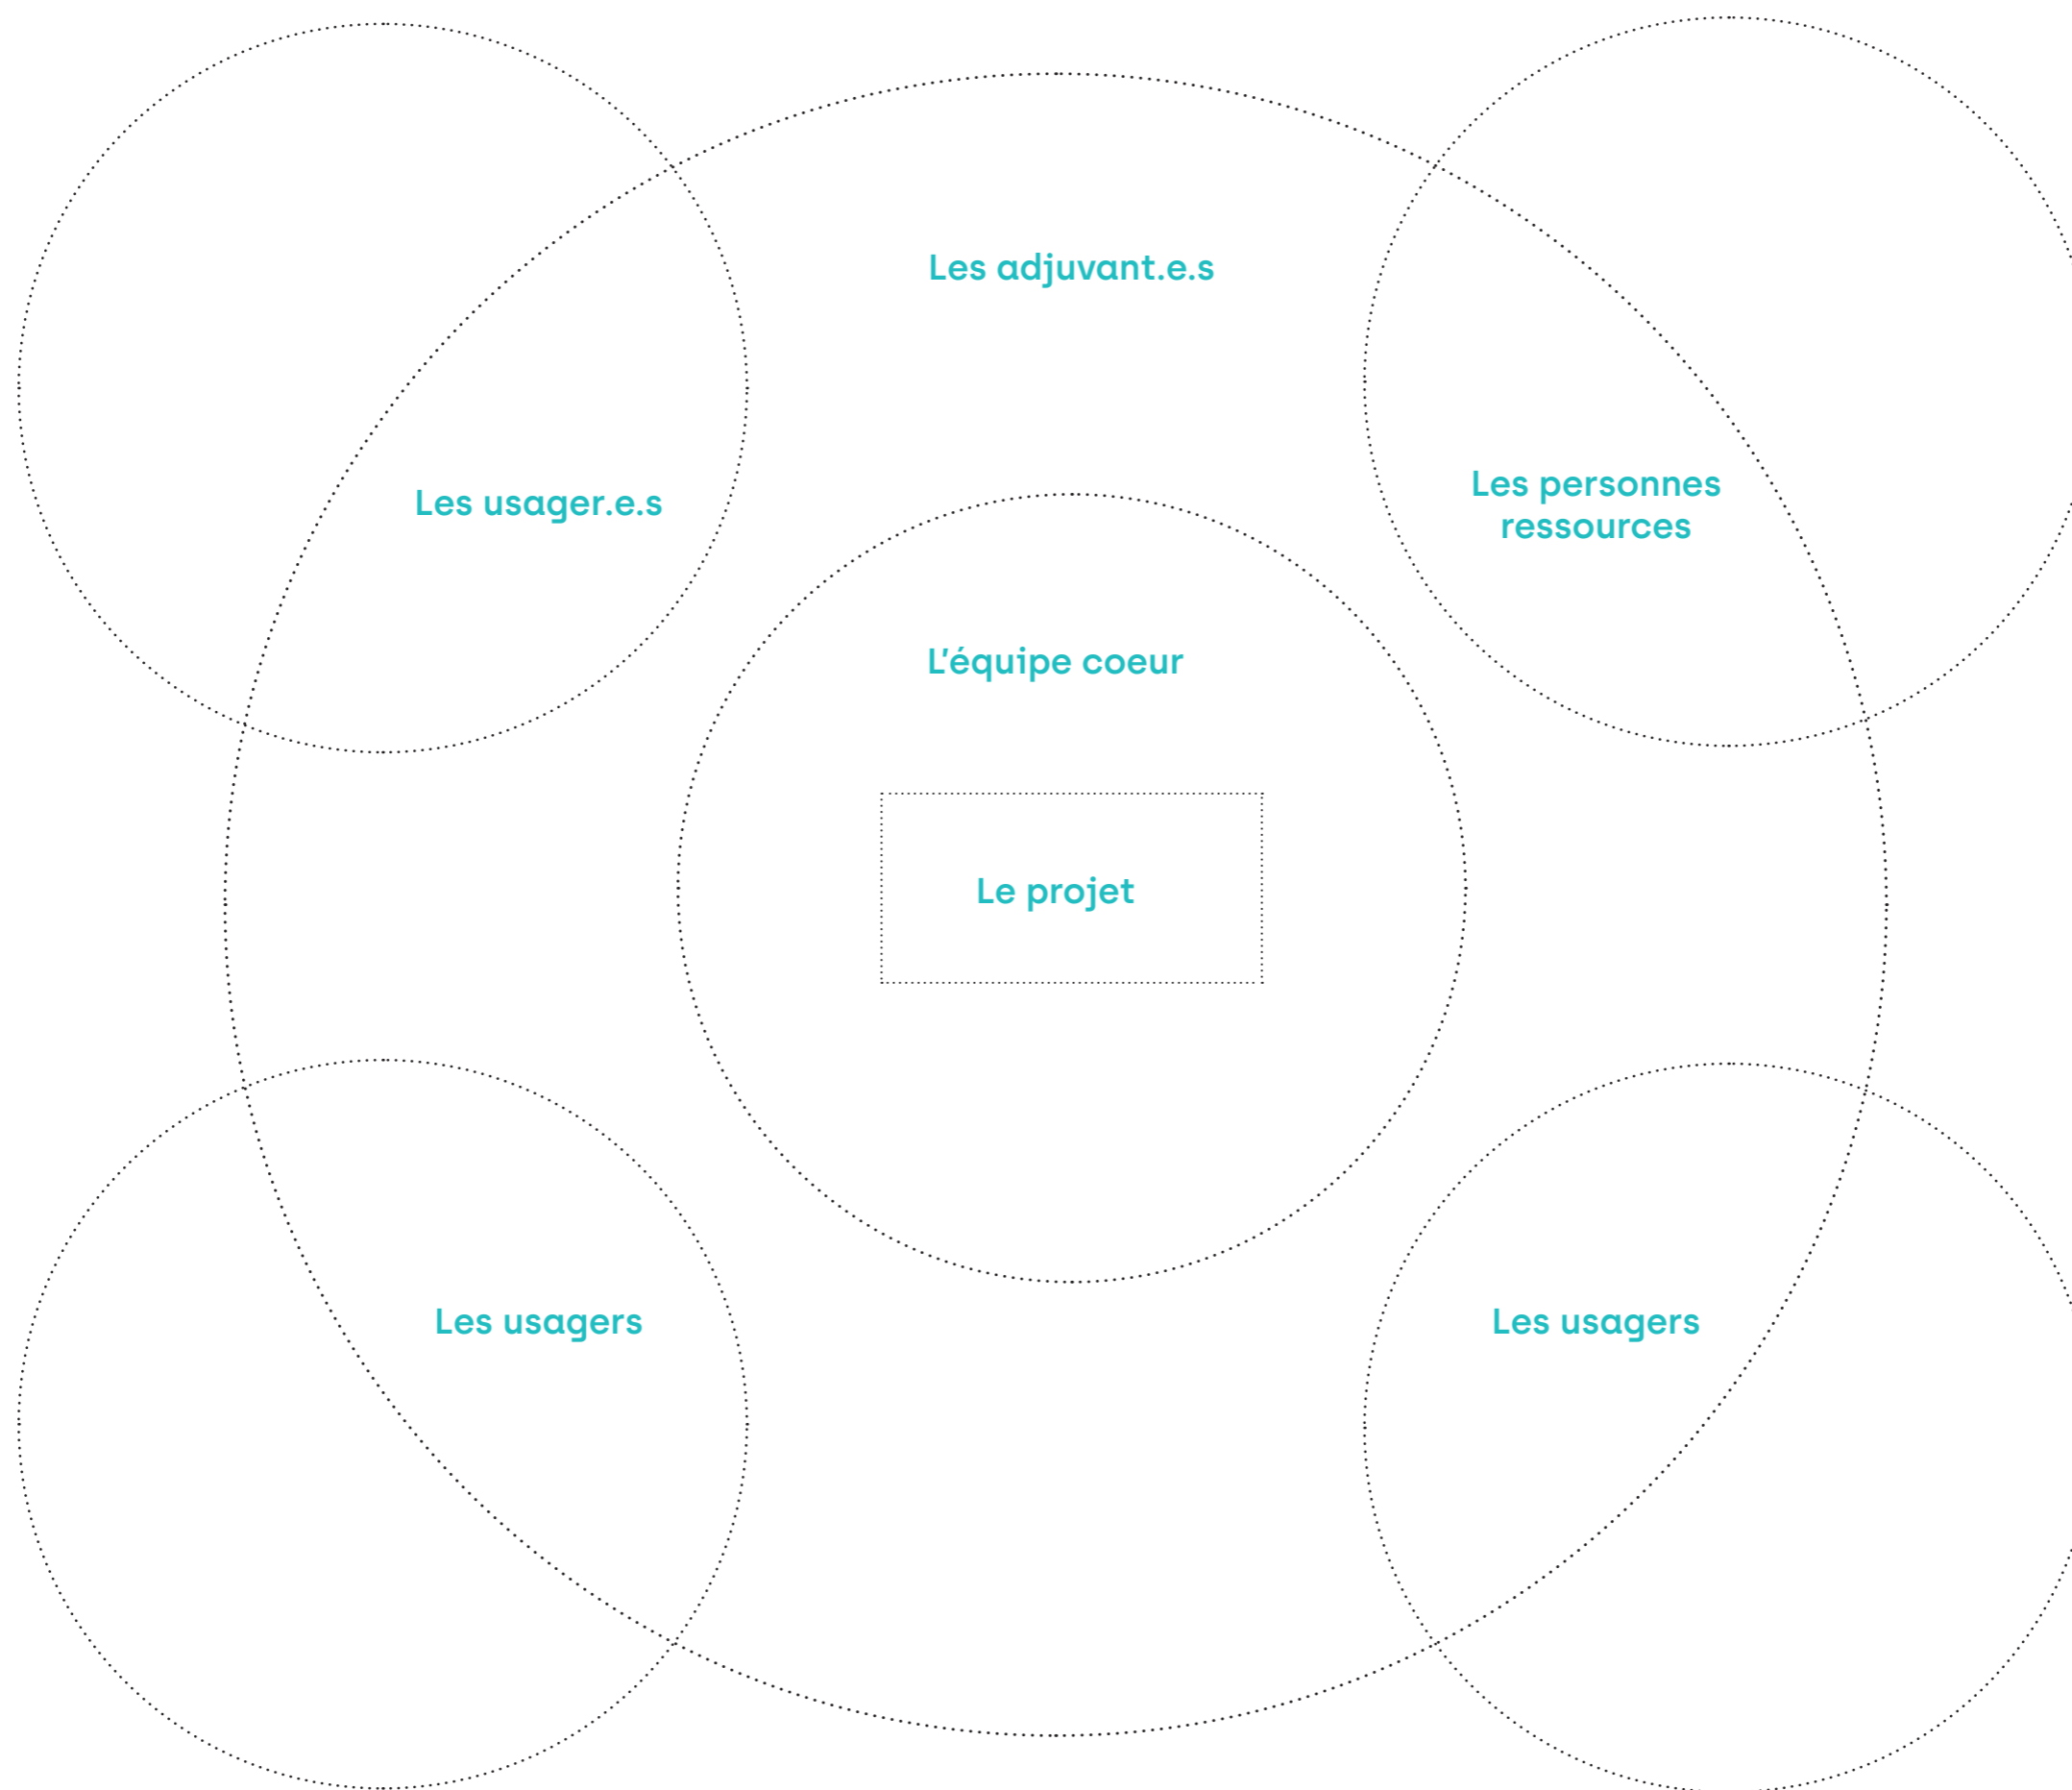 Les adjuvant.e.s
Les usager.e.s
Les personnes
ressources
L'équipe coeur
Le projet
Les usagers
Les usagers